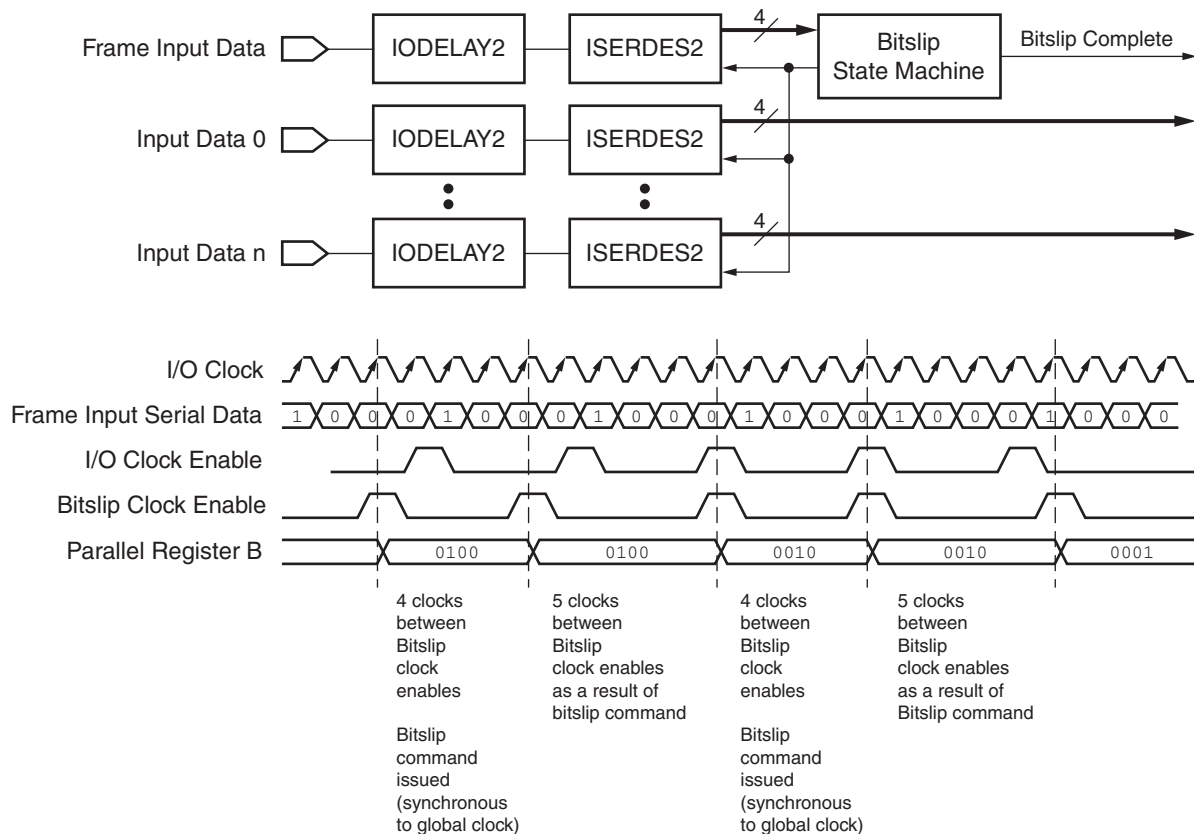 Frame Input Data
IODELAY2
ISERDES2
4
Bitslip
State Machine
Bitslip Complete
Input Data 0
IODELAY2
ISERDES2
4
Input Data n
IODELAY2
ISERDES2
4
I/O Clock
Frame Input Serial Data
1 0 0 0 1 0 0 0 1 0 0 0 1 0 0 0 1 0 0 0 1 0 0 0
I/O Clock Enable
Bitslip Clock Enable
Parallel Register B
0100 0100 0010 0010 0001
4 clocks
between
Bitslip
clock
enables
Bitslip
command
issued
(synchronous
to global clock)
5 clocks
between
Bitslip
clock enables
as a result of
bitslip command
4 clocks
between
Bitslip
clock
enables
Bitslip
command
issued
(synchronous
to global clock)
5 clocks
between
Bitslip
clock enables
as a result of
Bitslip command